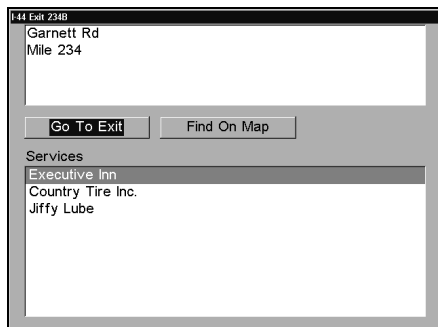 I-44 Exit 234B
Garnett Rd
Mile 234
Go To Exit
Find On Map
Services
Executive Inn
Country Tire Inc.
Jiffy Lube